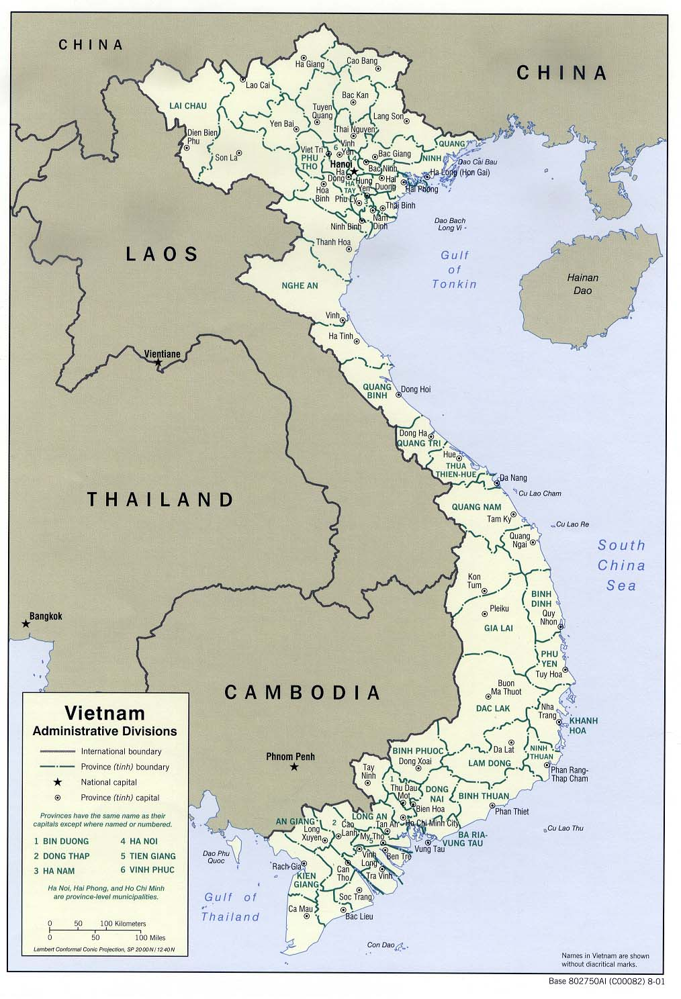 CHINA
CHINA
Ha Giang
Cao Bang
Lao Cai
Bac Kan
LAI CHAU
Tuyen
Quang
Lang Son
Yen Bai
Thai Nguyen
Dien Bien
Phu
Son La
Viet Tri
PHU
THO
6
Vinh
Yen
4
Bac Giang
QUANG
NINH
Dao Cai Bau
Hanoi
Bac Ninh
Ha Long (Hon Gai)
Ha
Dong
HA
TAY
Hung
Yen
Hai
Duong
Hai Phong
Hoa
Binh
Phu Ly
3
Thai Binh
Nam
Dinh
Ninh Binh
Dao Bach
Long Vi
Thanh Hoa
LAOS
Gulf
of
Tonkin
Hainan
Dao
NGHE AN
Vinh
Ha Tinh
Vientiane
QUANG
BINH
Dong Hoi
Dong Ha
QUANG TRI
Hue
THUA
THIEN-HUE
Da Nang
Cu Lao Cham
THAILAND
QUANG NAM
Tam Ky
Cu Lao Re
Quang
Ngai
South
China
Sea
Kon
Tum
BINH
DINH
Pleiku
Quy
Nhon
GIA LAI
Bangkok
PHU
YEN
Tuy Hoa
CAMBODIA
Buon
Ma Thuot
DAC LAK
Nha
Trang
KHANH
HOA
Phnom Penh
BINH PHUOC
Dong Xoai
Da Lat
NINH
THUAN
LAM DONG
Phan Rang-
Thap Cham
Tay
Ninh
1
Thu Dau
Mot
DONG
NAI
BINH THUAN
Bien Hoa
Phan Thiet
AN GIANG
2
LONG AN
Cao
Lanh
Tan An
Ho Chi Minh City
Long
Xuyen
My Tho
5
BA RIA-
VUNG TAU
Vung Tau
Cu Lao Thu
Dao Phu
Quoc
Rach Gia
Vinh
Long
Ben Tre
Can
Tho
Tra Vinh
KIEN
GIANG
Soc Trang
Gulf of
Thailand
Ca Mau
Bac Lieu
Con Dao
Vietnam
Administrative Divisions
International boundary
Province (tinh) boundary
National capital
Province (tinh) capital
Provinces have the same name as their
capitals except where named or numbered.
1 BIN DUONG 4 HA NOI
2 DONG THAP 5 TIEN GIANG
3 HA NAM 6 VINH PHUC
Ha Noi, Hai Phong, and Ho Chi Minh
are province-level municipalities.
0 50 100 Kilometers
0 50 100 Miles
Lambert Conformal Conic Projection, SP 20 00 N / 12 40 N
Names in Vietnam are shown
without diacritical marks.
Base 802750AI (C00082) 8-01